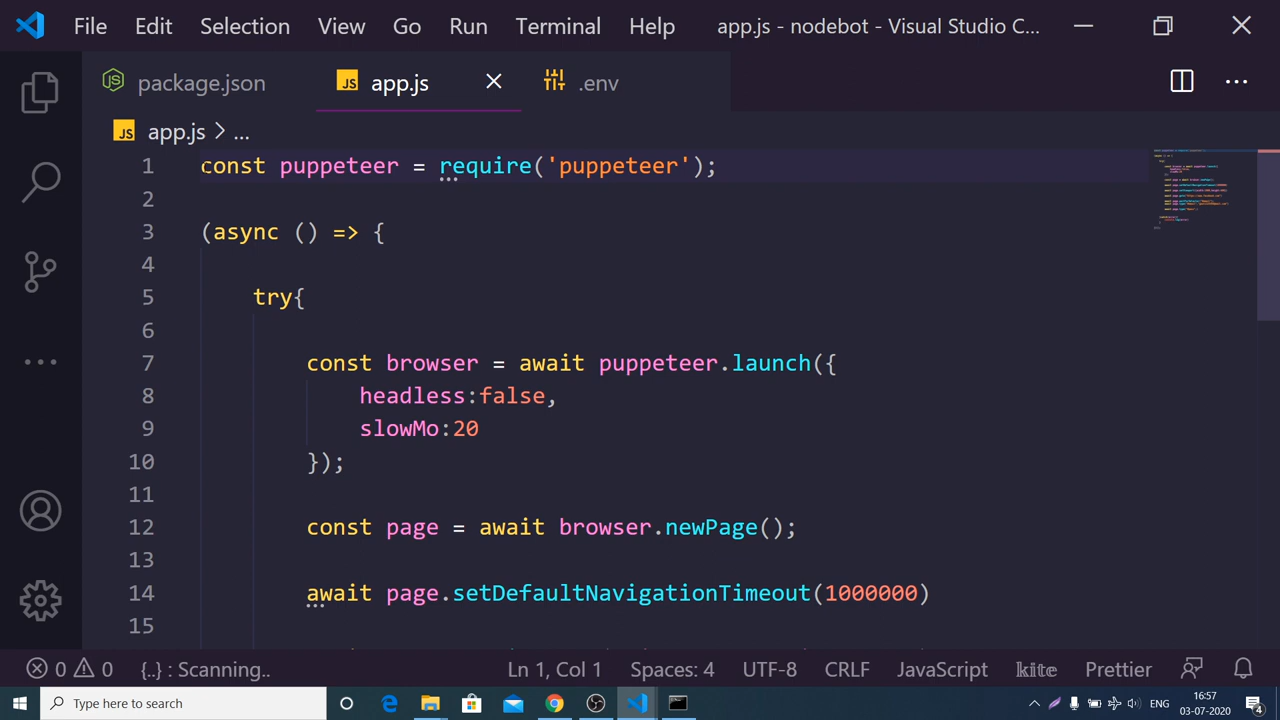 File Edit Selection View Go Run Terminal Help app.js - nodebot - Visual Studio C...
package.json JS app.js .env
JS app.js > ...
1 const puppeteer = require('puppeteer');
2
3 (async () => {
4
5 try{
6
7 const browser = await puppeteer.launch({
8 headless:false,
9 slowMo:20
10 });
11
12 const page = await browser.newPage();
13
14 await page.setDefaultNavigationTimeout(1000000)
15
0 0 {..} : Scanning.. Ln 1, Col 1 Spaces: 4 UTF-8 CRLF JavaScript kite Prettier
Type here to search ENG 16:57
03-07-2020 4